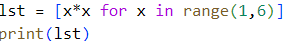 lst = [x*x for x in range(1,6)]
print(lst)